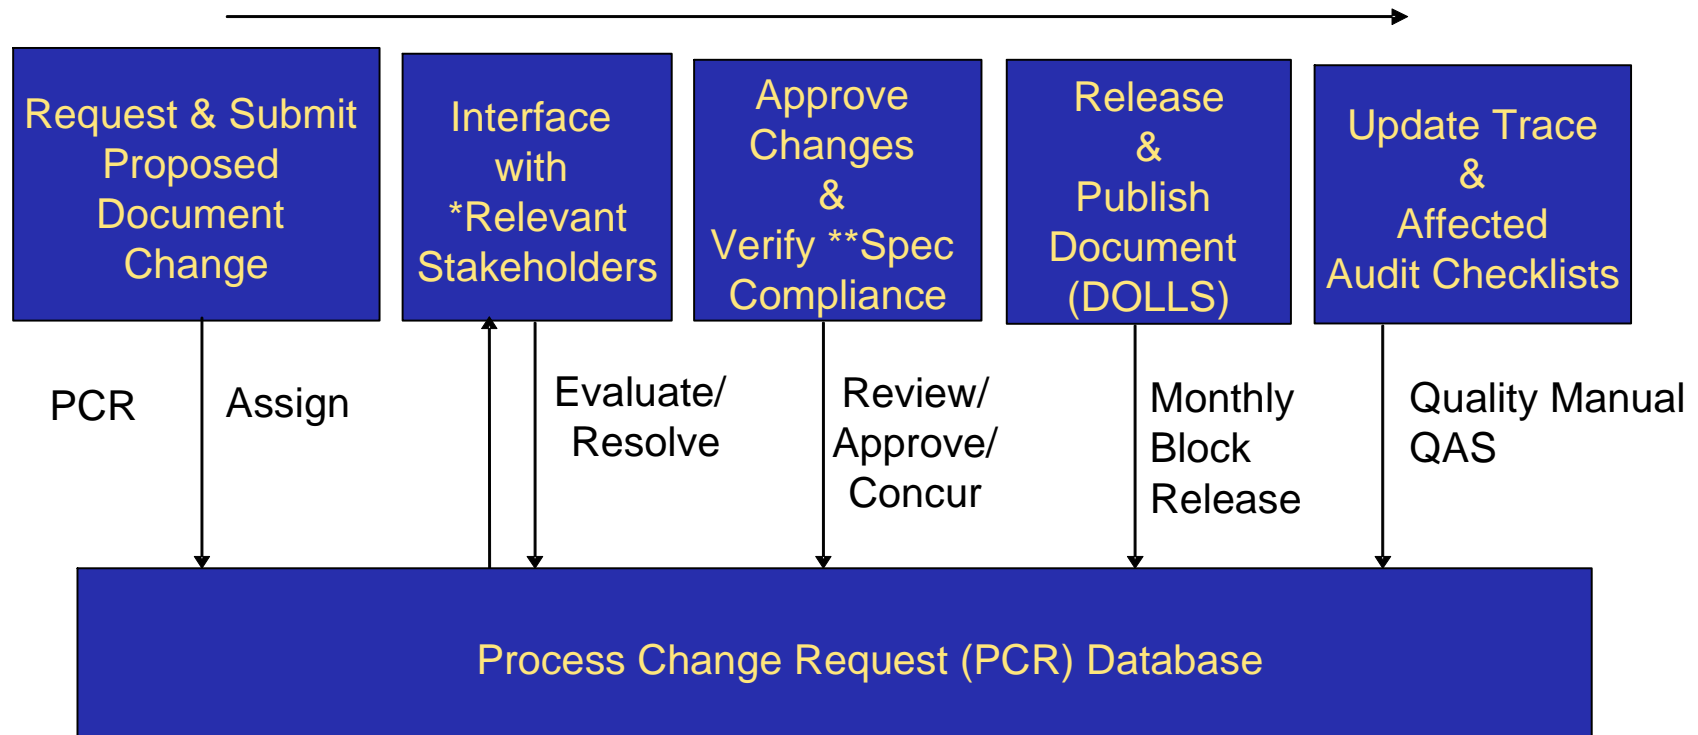 Request & Submit
Proposed
Document
Change
Interface
with
*Relevant
Stakeholders
Approve
Changes
&
Verify **Spec
Compliance
Release
&
Publish
Document
(DOLLS)
Update Trace
&
Affected
Audit Checklists
PCR
Assign
Evaluate/
Resolve
Review/
Approve/
Concur
Monthly
Block
Release
Quality Manual
QAS
Process Change Request (PCR) Database